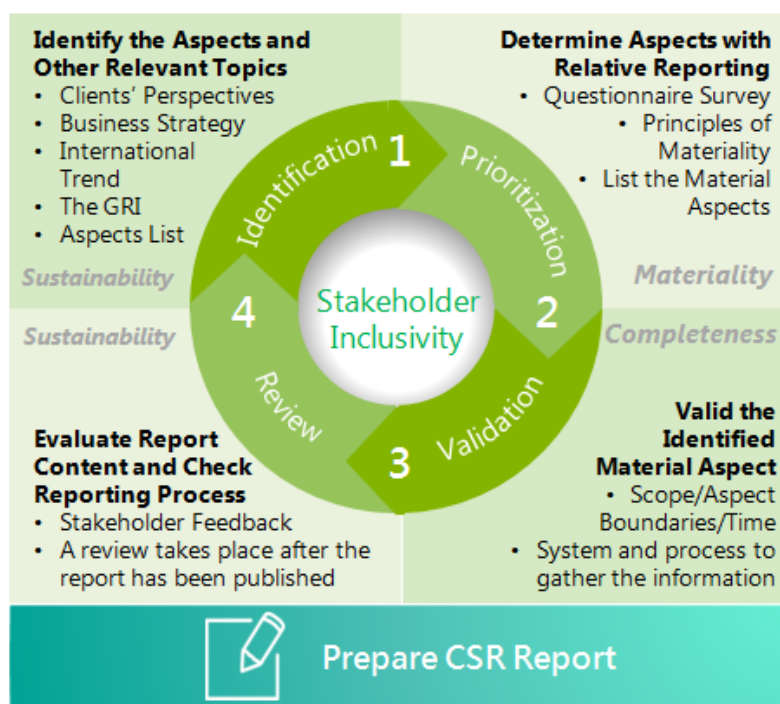 Identify the Aspects and
Other Relevant Topics
• Clients' Perspectives
• Business Strategy
• International
Trend
• The GRI
• Aspects List
Sustainability
Determine Aspects with
Relative Reporting
• Questionnaire Survey
• Principles of
Materiality
• List the Material
Aspects
Materiality
Identification
1
Prioritization
2
Validation
3
Review
4
Stakeholder
Inclusivity
Sustainability
Evaluate Report
Content and Check
Reporting Process
• Stakeholder Feedback
• A review takes place after the
report has been published
Completeness
Valid the
Identified
Material Aspect
• Scope/Aspect
Boundaries/Time
• System and process to
gather the information
Prepare CSR Report